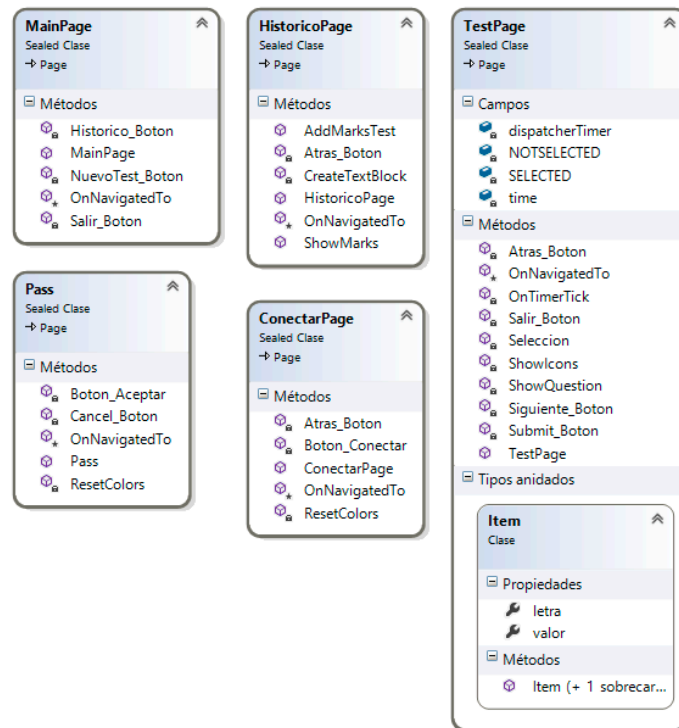 MainPage
Sealed Clase
Page
Métodos
Historico_Boton
MainPage
NuevoTest_Boton
OnNavigatedTo
Salir_Boton
HistoricoPage
Sealed Clase
Page
Métodos
AddMarksTest
Atras_Boton
CreateTextBlock
HistoricoPage
OnNavigatedTo
ShowMarks
TestPage
Sealed Clase
Page
Campos
dispatcherTimer
NOTSELECTED
SELECTED
time
Métodos
Atras_Boton
OnNavigatedTo
OnTimerTick
Salir_Boton
Seleccion
ShowIcons
ShowQuestion
Siguiente_Boton
Submit_Boton
TestPage
Tipos anidados
Item
Clase
Propiedades
letra
valor
Métodos
Item (+ 1 sobrecar...
Pass
Sealed Clase
Page
Métodos
Boton_Aceptar
Cancel_Boton
OnNavigatedTo
Pass
ResetColors
ConectarPage
Sealed Clase
Page
Métodos
Atras_Boton
Boton_Conectar
ConectarPage
OnNavigatedTo
ResetColors